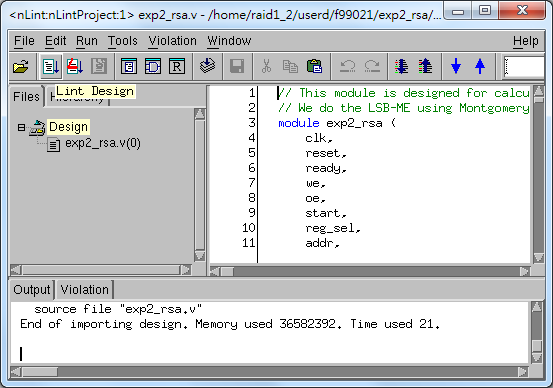 <nLint:nLintProject:1> exp2_rsa.v - /home/raid1_2/userd/f99021/exp2_rsa/...
File Edit Run Tools Violation Window Help
Lint Design
Files
Design
exp2_rsa.v(0)
1 // This module is designed for calcu
2 // We do the LSB-ME using Montgomery
3 module exp2_rsa (
4 clk,
5 reset,
6 ready,
7 we,
8 oe,
9 start,
10 reg_sel,
11 addr,
Output Violation
source file "exp2_rsa.v"
End of importing design. Memory used 36582392. Time used 21.